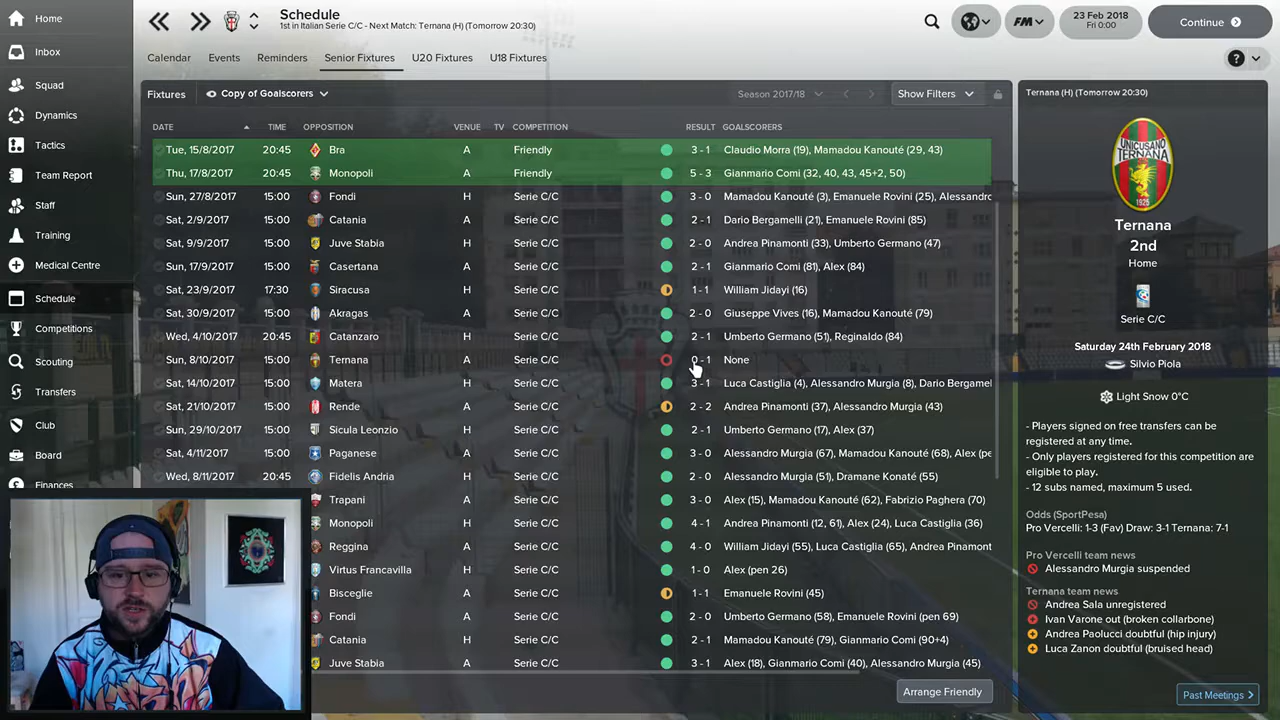 Home
Inbox
Squad
Dynamics
Tactics
Team Report
Staff
Training
Medical Centre
Schedule
Competitions
Scouting
Transfers
Club
Board
Finances
Schedule
1st in Italian Serie C/C - Next Match: Ternana (H) (Tomorrow 20:30)
FM
23 Feb 2018
Fri 0:00
Continue
Calendar Events Reminders Senior Fixtures U20 Fixtures U18 Fixtures
?
Fixtures Copy of Goalscorers Season 2017/18 Show Filters
DATE TIME OPPOSITION VENUE TV COMPETITION RESULT GOALSCORERS
Tue, 15/8/2017 20:45 Bra A Friendly 3 - 1 Claudio Morra (19), Mamadou Kanouté (29, 43)
Thu, 17/8/2017 20:45 Monopoli A Friendly 5 - 3 Gianmario Comi (32, 40, 43, 45+2, 50)
Sun, 27/8/2017 15:00 Fondi H Serie C/C 3 - 0 Mamadou Kanouté (3), Emanuele Rovini (25), Alessandro
Sat, 2/9/2017 15:00 Catania A Serie C/C 2 - 1 Dario Bergamelli (21), Emanuele Rovini (85)
Sat, 9/9/2017 15:00 Juve Stabia H Serie C/C 2 - 0 Andrea Pinamonti (33), Umberto Germano (47)
Sun, 17/9/2017 15:00 Casertana A Serie C/C 2 - 1 Gianmario Comi (81), Alex (84)
Sat, 23/9/2017 17:30 Siracusa H Serie C/C 1 - 1 William Jidayi (16)
Sat, 30/9/2017 15:00 Akragas A Serie C/C 2 - 0 Giuseppe Vives (16), Mamadou Kanouté (79)
Wed, 4/10/2017 20:45 Catanzaro H Serie C/C 2 - 1 Umberto Germano (51), Reginaldo (84)
Sun, 8/10/2017 15:00 Ternana A Serie C/C 0 - 1 None
Sat, 14/10/2017 15:00 Matera H Serie C/C 3 - 1 Luca Castiglia (4), Alessandro Murgia (8), Dario Bergamel
Sat, 21/10/2017 15:00 Rende A Serie C/C 2 - 2 Andrea Pinamonti (37), Alessandro Murgia (43)
Sun, 29/10/2017 15:00 Sicula Leonzio H Serie C/C 2 - 1 Umberto Germano (17), Alex (37)
Sat, 4/11/2017 15:00 Paganese A Serie C/C 3 - 0 Alessandro Murgia (67), Mamadou Kanouté (68), Alex (pe
Wed, 8/11/2017 20:45 Fidelis Andria H Serie C/C 2 - 0 Alessandro Murgia (51), Dramane Konaté (55)
Trapani A Serie C/C 3 - 0 Alex (15), Mamadou Kanouté (62), Fabrizio Paghera (70)
Monopoli H Serie C/C 4 - 1 Andrea Pinamonti (12, 61), Alex (24), Luca Castiglia (36)
Reggina A Serie C/C 4 - 0 William Jidayi (55), Luca Castiglia (65), Andrea Pinamont
Virtus Francavilla H Serie C/C 1 - 0 Alex (pen 26)
Bisceglie A Serie C/C 1 - 1 Emanuele Rovini (45)
Fondi A Serie C/C 2 - 0 Umberto Germano (58), Emanuele Rovini (pen 69)
Catania H Serie C/C 2 - 1 Mamadou Kanouté (79), Gianmario Comi (90+4)
Juve Stabia A Serie C/C 3 - 1 Alex (18), Gianmario Comi (40), Alessandro Murgia (45)
Arrange Friendly
Ternana (H) (Tomorrow 20:30)
UNICUSANO
TERNANA
1925
Ternana
2nd
Home
Serie C/C
Saturday 24th February 2018
Silvio Piola
Light Snow 0°C
- Players signed on free transfers can be
registered at any time.
- Only players registered for this competition are
eligible to play.
- 12 subs named, maximum 5 used.
Odds (SportPesa)
Pro Vercelli: 1-3 (Fav) Draw: 3-1 Ternana: 7-1
Pro Vercelli team news
Alessandro Murgia suspended
Ternana team news
Andrea Sala unregistered
Ivan Varone out (broken collarbone)
Andrea Paolucci doubtful (hip injury)
Luca Zanon doubtful (bruised head)
Past Meetings